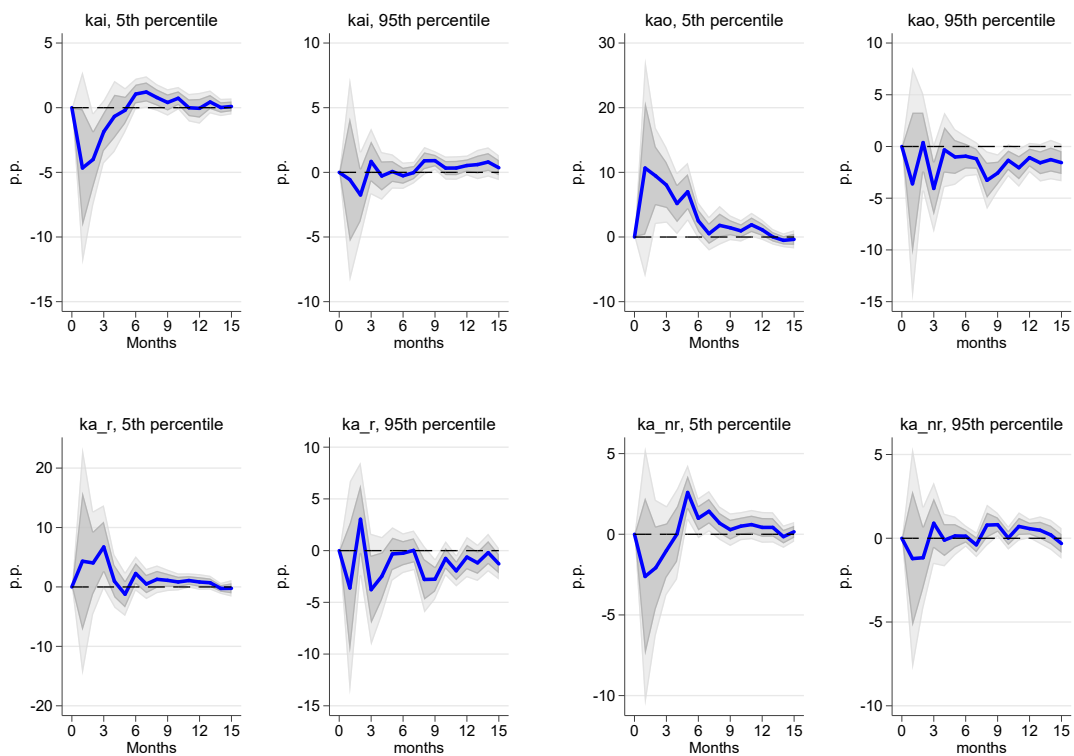 kai, 5th percentile
5
0
-5
-10
-15
p.p.
0 3 6 9 12 15
Months
kai, 95th percentile
10
5
0
-5
-10
p.p.
0 3 6 9 12 15
months
kao, 5th percentile
30
20
10
0
-10
p.p.
0 3 6 9 12 15
Months
kao, 95th percentile
10
5
0
-5
-10
-15
p.p.
0 3 6 9 12 15
months
ka_r, 5th percentile
20
10
0
-10
-20
p.p.
0 3 6 9 12 15
Months
ka_r, 95th percentile
10
5
0
-5
-10
-15
p.p.
0 3 6 9 12 15
months
ka_nr, 5th percentile
5
0
-5
-10
p.p.
0 3 6 9 12 15
Months
ka_nr, 95th percentile
5
0
-5
-10
p.p.
0 3 6 9 12 15
months